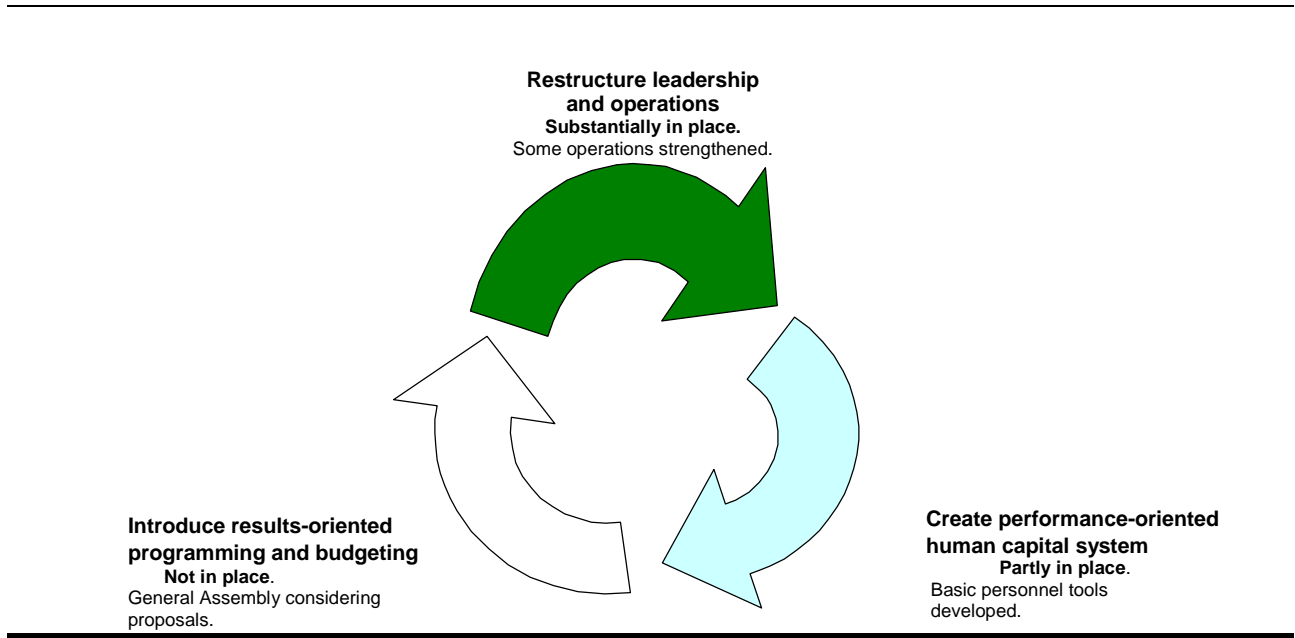 Restructure leadership
and operations
Substantially in place.
Some operations strengthened.
Introduce results-oriented
programming and budgeting
Not in place.
General Assembly considering
proposals.
Create performance-oriented
human capital system
Partly in place.
Basic personnel tools
developed.